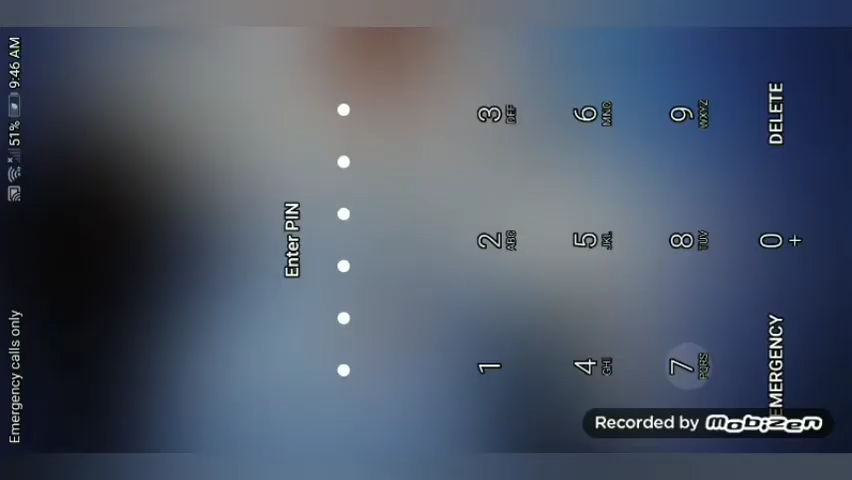 Emergency calls only 51% 9:46 AM
Enter PIN
1 2 ABC 3 DEF
4 GHI 5 JKL 6 MNO
7 PQRS 8 TUV 9 WXYZ
EMERGENCY 0 + DELETE
Recorded by mobizen